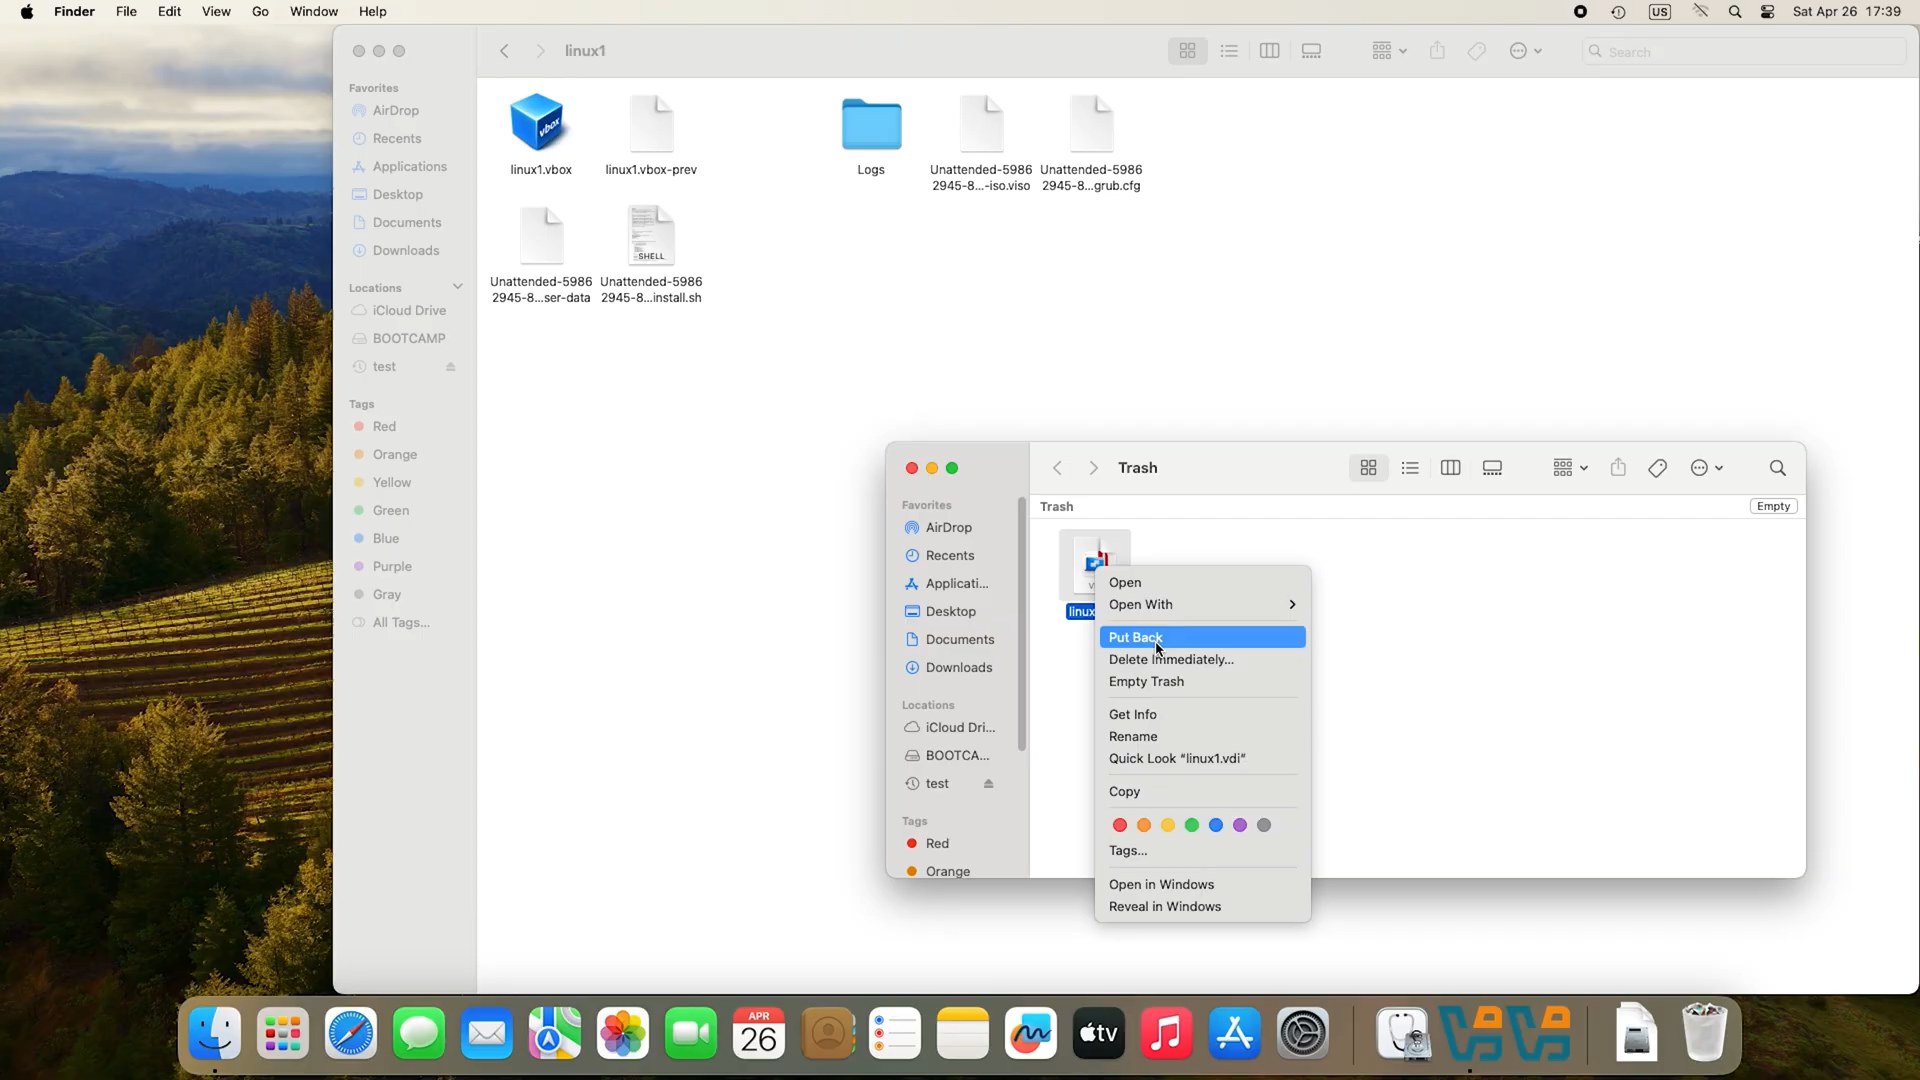 Finder File Edit View Go Window Help US Sat Apr 26 17:39
linux1
Search
Favorites
AirDrop
Recents
Applications
Desktop
Documents
Downloads
Locations
iCloud Drive
BOOTCAMP
test
Tags
Red
Orange
Yellow
Green
Blue
Purple
Gray
All Tags...
vbox
linux1.vbox
linux1.vbox-prev
Logs
Unattended-5986
2945-8...-iso.viso
Unattended-5986
2945-8...grub.cfg
Unattended-5986
2945-8...ser-data
SHELL
Unattended-5986
2945-8...install.sh
Trash
Trash
Empty
Favorites
AirDrop
Recents
Applicati...
Desktop
Documents
Downloads
Locations
iCloud Dri...
BOOTCA...
test
Tags
Red
Orange
Open
Open With
Put Back
Delete Immediately...
Empty Trash
Get Info
Rename
Quick Look "linux1.vdi"
Copy
Tags...
Open in Windows
Reveal in Windows
APR
26
tv